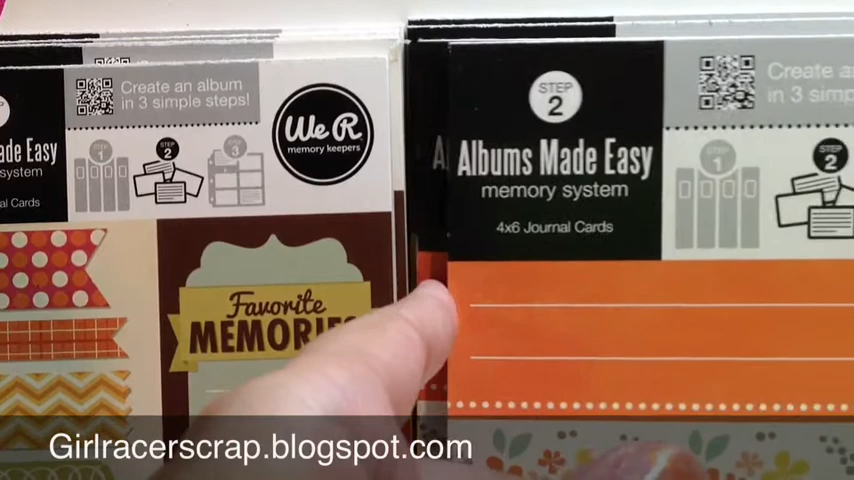 Create an album
in 3 simple steps!
We R
memory keepers
STEP
1
STEP
2
STEP
3
ade Easy
system
al Cards
Favorite
MEMORIES
STEP
2
Albums Made Easy
memory system
4x6 Journal Cards
Create a
in 3 simp
STEP
1
STEP
2
Girlracerscrap.blogspot.com